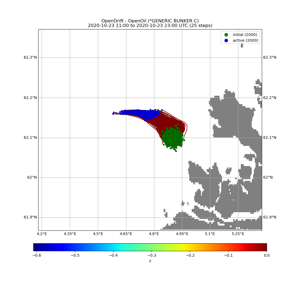 OpenDrift - OpenOil (*GENERIC BUNKER C)
2020-10-23 11:00 to 2020-10-23 23:00 UTC (25 steps)
initial (2000)
active (2000)
62.3°N 62.3°N
62.2°N 62.2°N
62.1°N 62.1°N
62°N 62°N
61.9°N 61.9°N
4.2°E 4.35°E 4.5°E 4.65°E 4.8°E 4.95°E 5.1°E 5.25°E
−0.6 −0.5 −0.4 −0.3 −0.2 −0.1 0.0
z